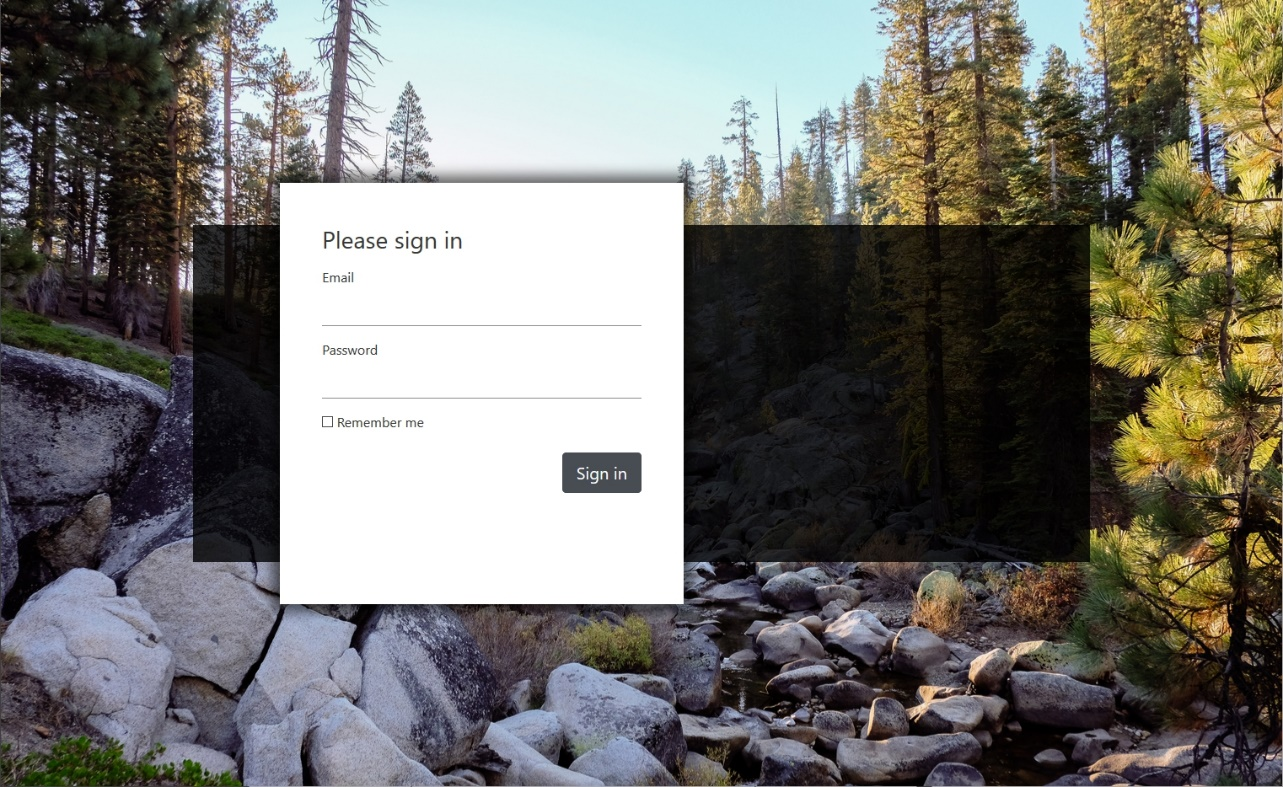 Please sign in
Email
Password
Remember me
Sign in